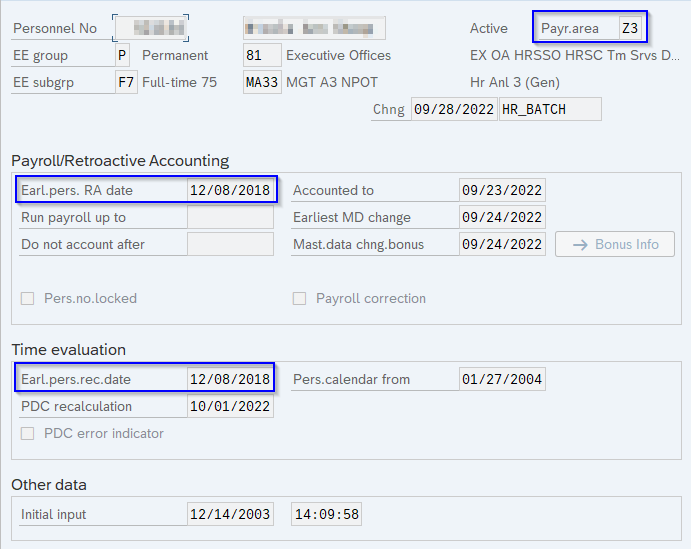 Personnel No Active Payr.area Z3
EE group P Permanent 81 Executive Offices EX OA HRSSO HRSC Tm Srvs D...
EE subgrp F7 Full-time 75 MA33 MGT A3 NPOT Hr Anl 3 (Gen)
Chng 09/28/2022 HR_BATCH
Payroll/Retroactive Accounting
Earl.pers. RA date 12/08/2018 Accounted to 09/23/2022
Run payroll up to Earliest MD change 09/24/2022
Do not account after Mast.data chng.bonus 09/24/2022 Bonus Info
Pers.no.locked Payroll correction
Time evaluation
Earl.pers.rec.date 12/08/2018 Pers.calendar from 01/27/2004
PDC recalculation 10/01/2022
PDC error indicator
Other data
Initial input 12/14/2003 14:09:58